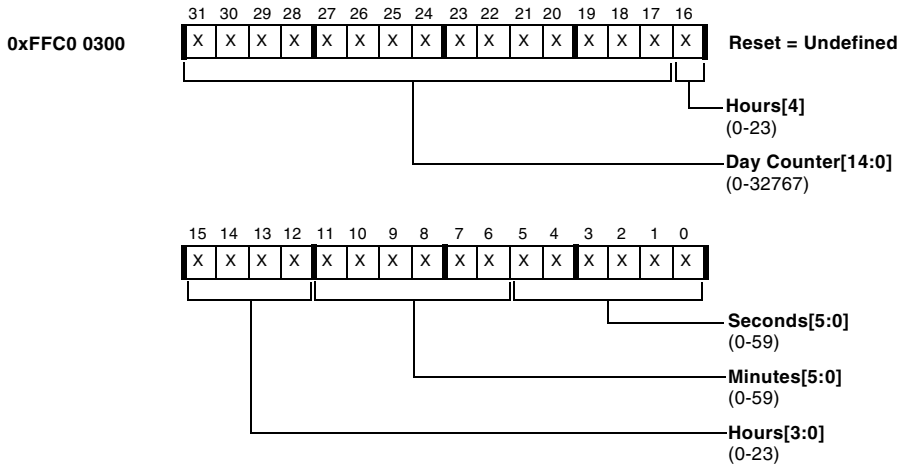 31 30 29 28 27 26 25 24 23 22 21 20 19 18 17 16
0xFFC0 0300 X X X X X X X X X X X X X X X X Reset = Undefined
Hours[4]
(0-23)
Day Counter[14:0]
(0-32767)
15 14 13 12 11 10 9 8 7 6 5 4 3 2 1 0
X X X X X X X X X X X X X X X X
Seconds[5:0]
(0-59)
Minutes[5:0]
(0-59)
Hours[3:0]
(0-23)